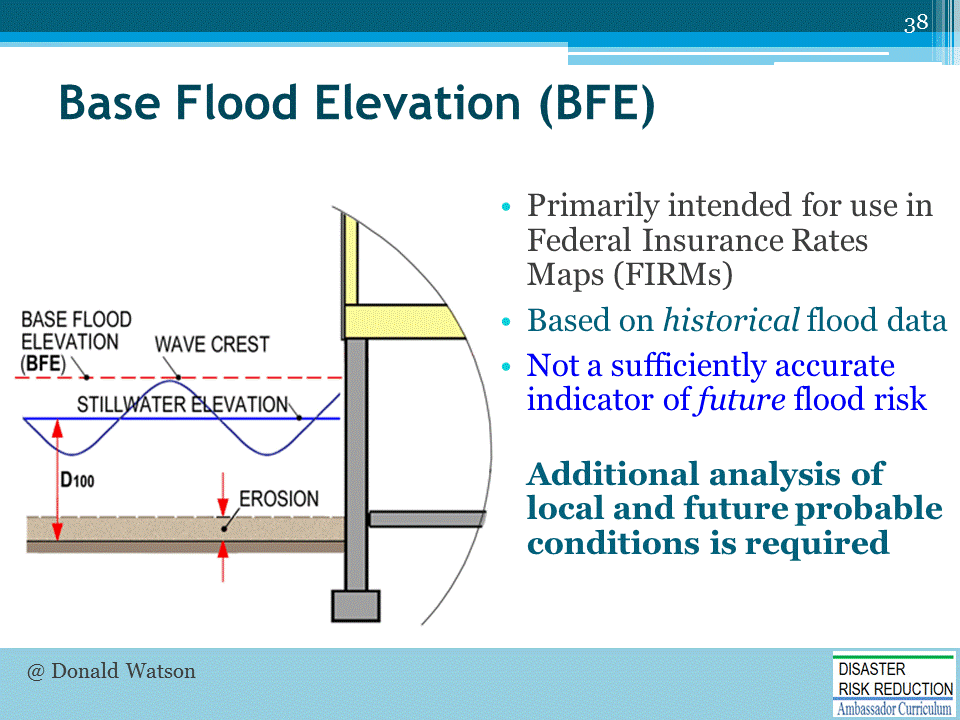 38
Base Flood Elevation (BFE)
BASE FLOOD
ELEVATION
(BFE)
WAVE CREST
STILLWATER ELEVATION
D100
EROSION
• Primarily intended for use in
Federal Insurance Rates
Maps (FIRMs)
• Based on historical flood data
• Not a sufficiently accurate
indicator of future flood risk
Additional analysis of
local and future probable
conditions is required
@ Donald Watson
DISASTER
RISK REDUCTION
Ambassador Curriculum